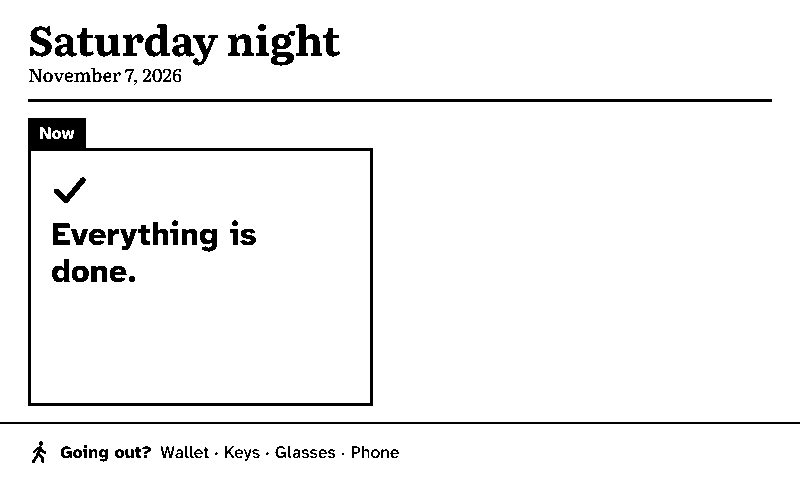 Saturday night
November 7, 2026
Now
Everything is
done.
Going out? Wallet · Keys · Glasses · Phone